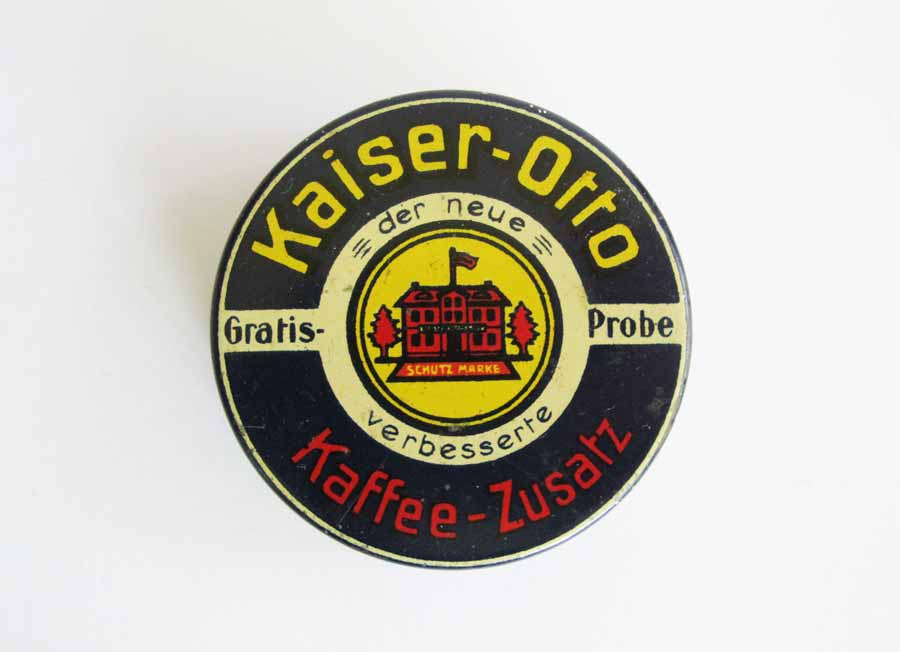 Kaiser-Otto
der neue
Gratis- Probe
SCHUTZ MARKE
verbesserte
Kaffee-Zusatz